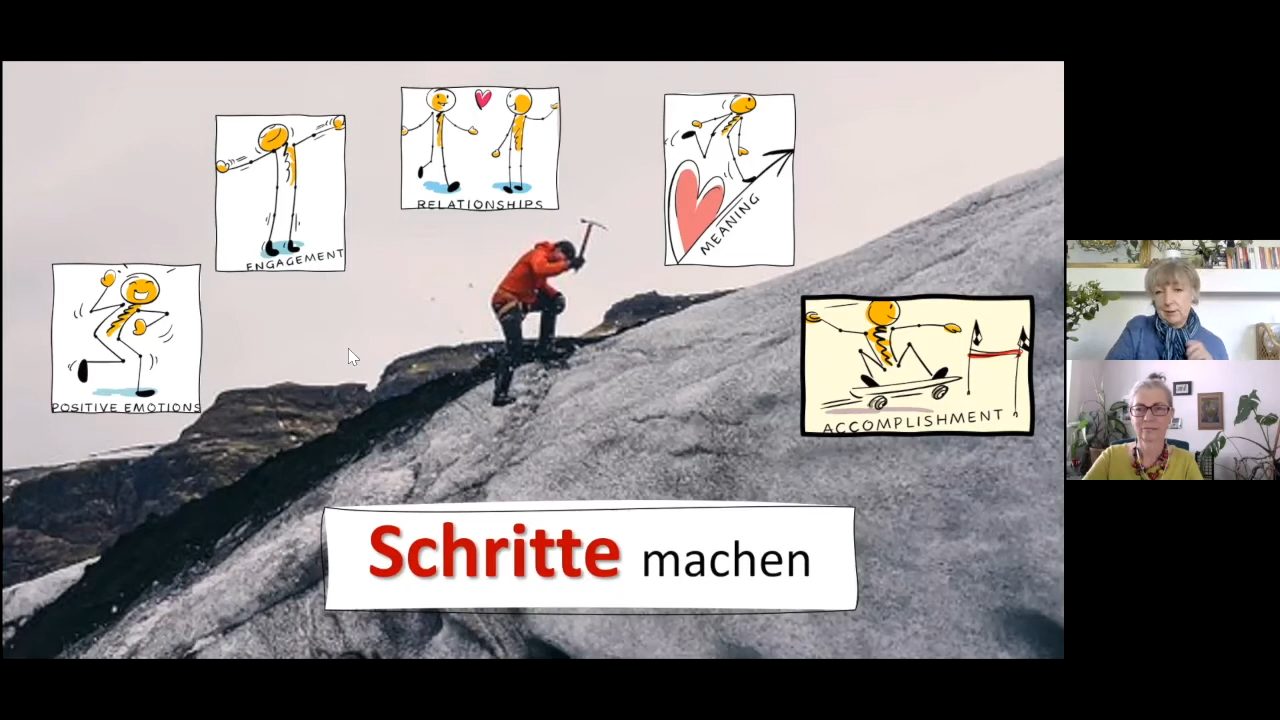 POSITIVE EMOTIONS
ENGAGEMENT
RELATIONSHIPS
MEANING
ACCOMPLISHMENT
Schritte machen